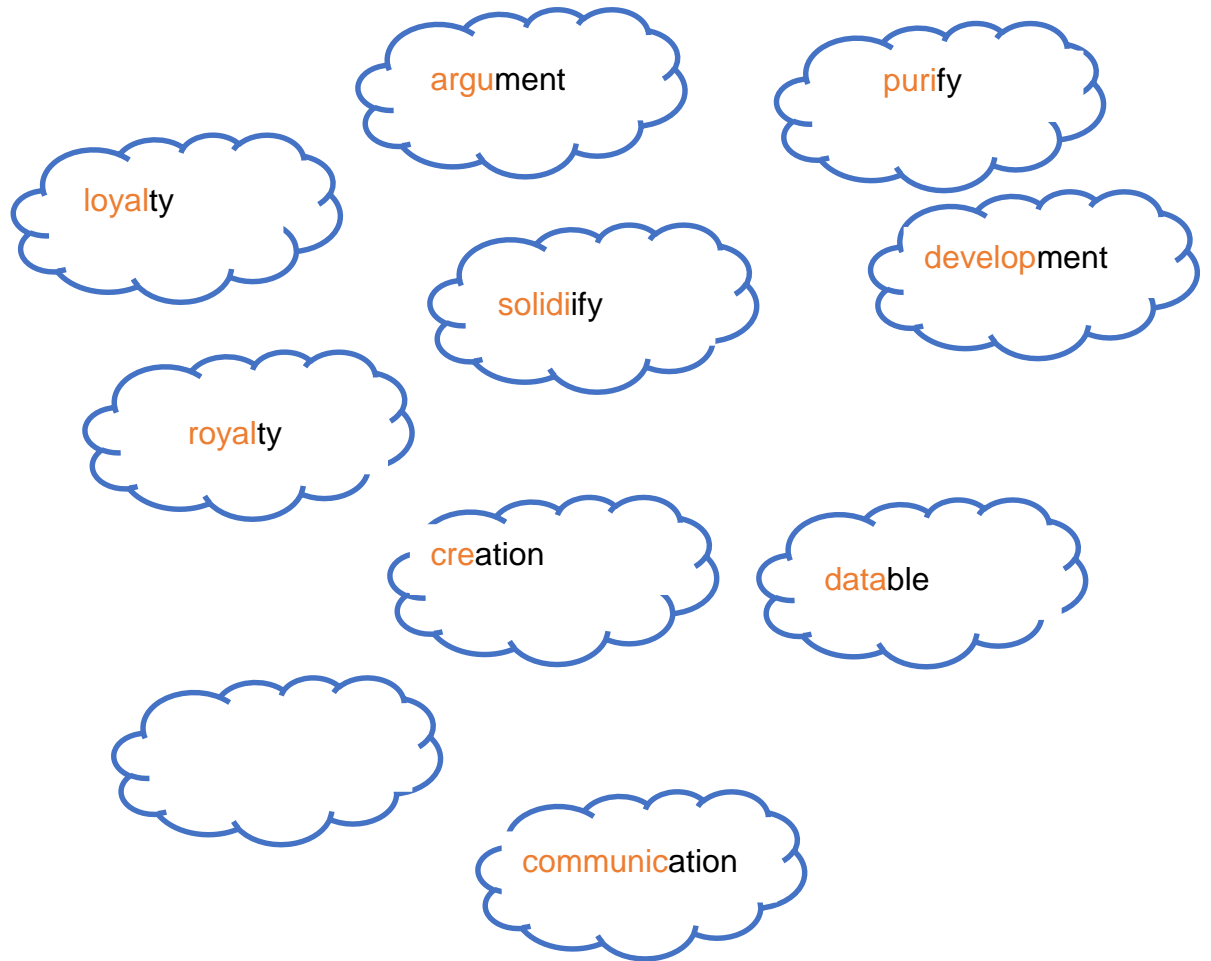 argument
purify
loyalty
development
solidiify
royalty
creation
datable
communication